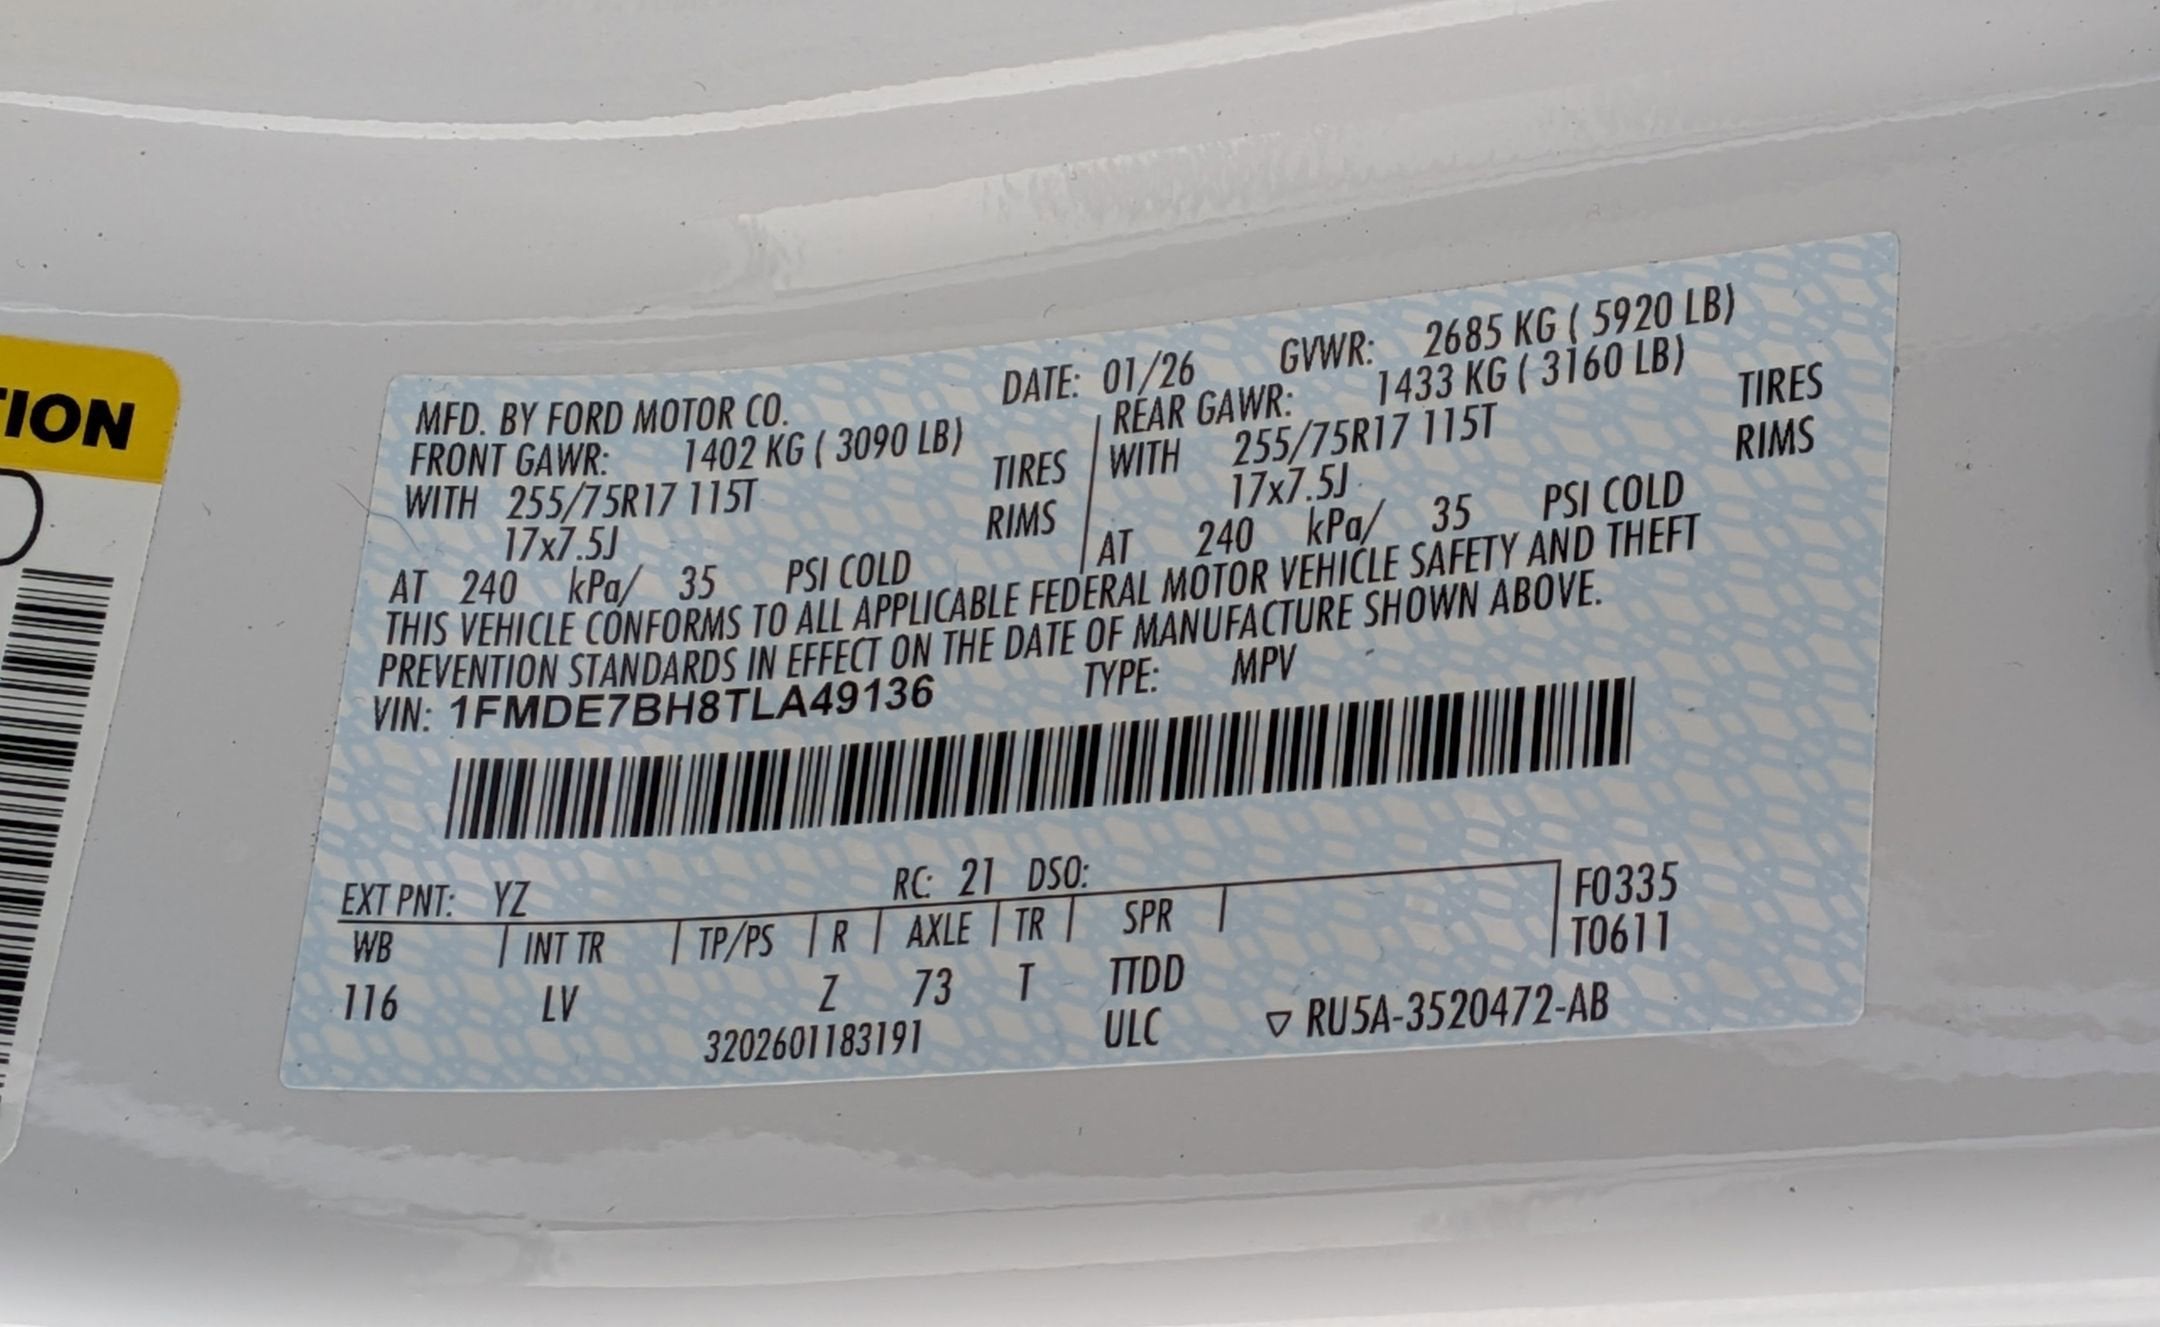 TION
MFD. BY FORD MOTOR CO. DATE: 01/26 GVWR: 2685 KG ( 5920 LB)
FRONT GAWR: 1402 KG ( 3090 LB) REAR GAWR: 1433 KG ( 3160 LB)
WITH 255/75R17 115T TIRES WITH 255/75R17 115T TIRES
17x7.5J RIMS 17x7.5J RIMS
AT 240 kPa/ 35 PSI COLD AT 240 kPa/ 35 PSI COLD
THIS VEHICLE CONFORMS TO ALL APPLICABLE FEDERAL MOTOR VEHICLE SAFETY AND THEFT
PREVENTION STANDARDS IN EFFECT ON THE DATE OF MANUFACTURE SHOWN ABOVE.
VIN: 1FMDE7BH8TLA49136 TYPE: MPV
EXT PNT: YZ RC: 21 DSO:
WB INT TR TP/PS R AXLE TR SPR F0335
T0611
116 LV Z 73 T TTDD
3202601183191 ULC ▽ RU5A-3520472-AB